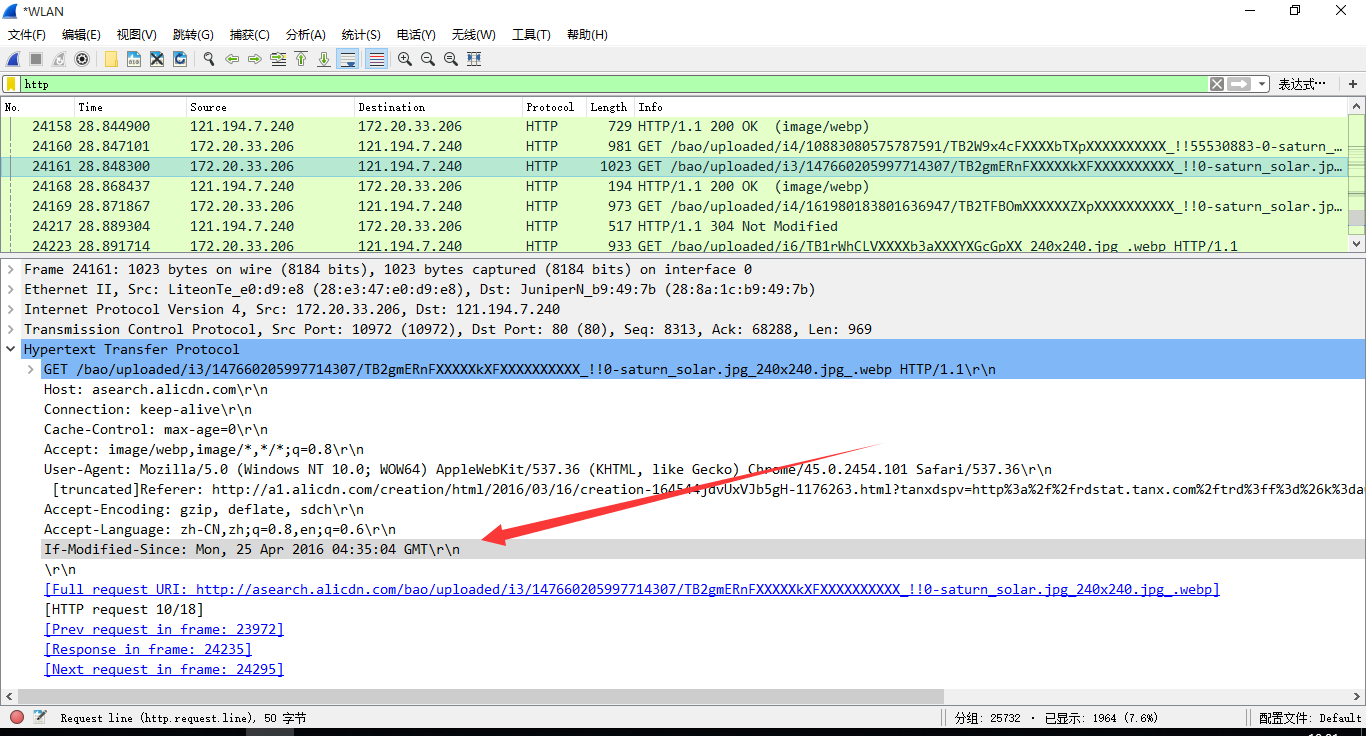 *WLAN
文件(F) 编辑(E) 视图(V) 跳转(G) 捕获(C) 分析(A) 统计(S) 电话(Y) 无线(W) 工具(T) 帮助(H)
http 表达式… +
No. Time Source Destination Protocol Length Info
24158 28.844900 121.194.7.240 172.20.33.206 HTTP 729 HTTP/1.1 200 OK (image/webp)
24160 28.847101 172.20.33.206 121.194.7.240 HTTP 981 GET /bao/uploaded/i4/10883080575787591/TB2W9x4cFXXXXbTXpXXXXXXXXXX_!!55530883-0-saturn_…
24161 28.848300 172.20.33.206 121.194.7.240 HTTP 1023 GET /bao/uploaded/i3/147660205997714307/TB2gmERnFXXXXXkXFXXXXXXXXXX_!!0-saturn_solar.jp…
24168 28.868437 121.194.7.240 172.20.33.206 HTTP 194 HTTP/1.1 200 OK (image/webp)
24169 28.871867 172.20.33.206 121.194.7.240 HTTP 973 GET /bao/uploaded/i4/161980183801636947/TB2TFBOmXXXXXXZXpXXXXXXXXXX_!!0-saturn_solar.jp…
24217 28.889304 121.194.7.240 172.20.33.206 HTTP 517 HTTP/1.1 304 Not Modified
24223 28.891714 172.20.33.206 121.194.7.240 HTTP 933 GET /bao/uploaded/i6/TB1rWhCLVXXXXb3aXXXYXGcGpXX_240x240.jpg_.webp HTTP/1.1
Frame 24161: 1023 bytes on wire (8184 bits), 1023 bytes captured (8184 bits) on interface 0
Ethernet II, Src: LiteonTe_e0:d9:e8 (28:e3:47:e0:d9:e8), Dst: JuniperN_b9:49:7b (28:8a:1c:b9:49:7b)
Internet Protocol Version 4, Src: 172.20.33.206, Dst: 121.194.7.240
Transmission Control Protocol, Src Port: 10972 (10972), Dst Port: 80 (80), Seq: 8313, Ack: 68288, Len: 969
Hypertext Transfer Protocol
GET /bao/uploaded/i3/147660205997714307/TB2gmERnFXXXXXkXFXXXXXXXXXX_!!0-saturn_solar.jpg_240x240.jpg_.webp HTTP/1.1\r\n
Host: asearch.alicdn.com\r\n
Connection: keep-alive\r\n
Cache-Control: max-age=0\r\n
Accept: image/webp,image/*,*/*;q=0.8\r\n
User-Agent: Mozilla/5.0 (Windows NT 10.0; WOW64) AppleWebKit/537.36 (KHTML, like Gecko) Chrome/45.0.2454.101 Safari/537.36\r\n
[truncated]Referer: http://a1.alicdn.com/creation/html/2016/03/16/creation-164544jdvUxVJb5gH-1176263.html?tanxdspv=http%3a%2f%2frdstat.tanx.com%2ftrd%3ff%3d%26k%3da
Accept-Encoding: gzip, deflate, sdch\r\n
Accept-Language: zh-CN,zh;q=0.8,en;q=0.6\r\n
If-Modified-Since: Mon, 25 Apr 2016 04:35:04 GMT\r\n
\r\n
[Full request URI: http://asearch.alicdn.com/bao/uploaded/i3/147660205997714307/TB2gmERnFXXXXXkXFXXXXXXXXXX_!!0-saturn_solar.jpg_240x240.jpg_.webp]
[HTTP request 10/18]
[Prev request in frame: 23972]
[Response in frame: 24235]
[Next request in frame: 24295]
Request line (http.request.line), 50 字节 分组: 25732 · 已显示: 1964 (7.6%) 配置文件: Default